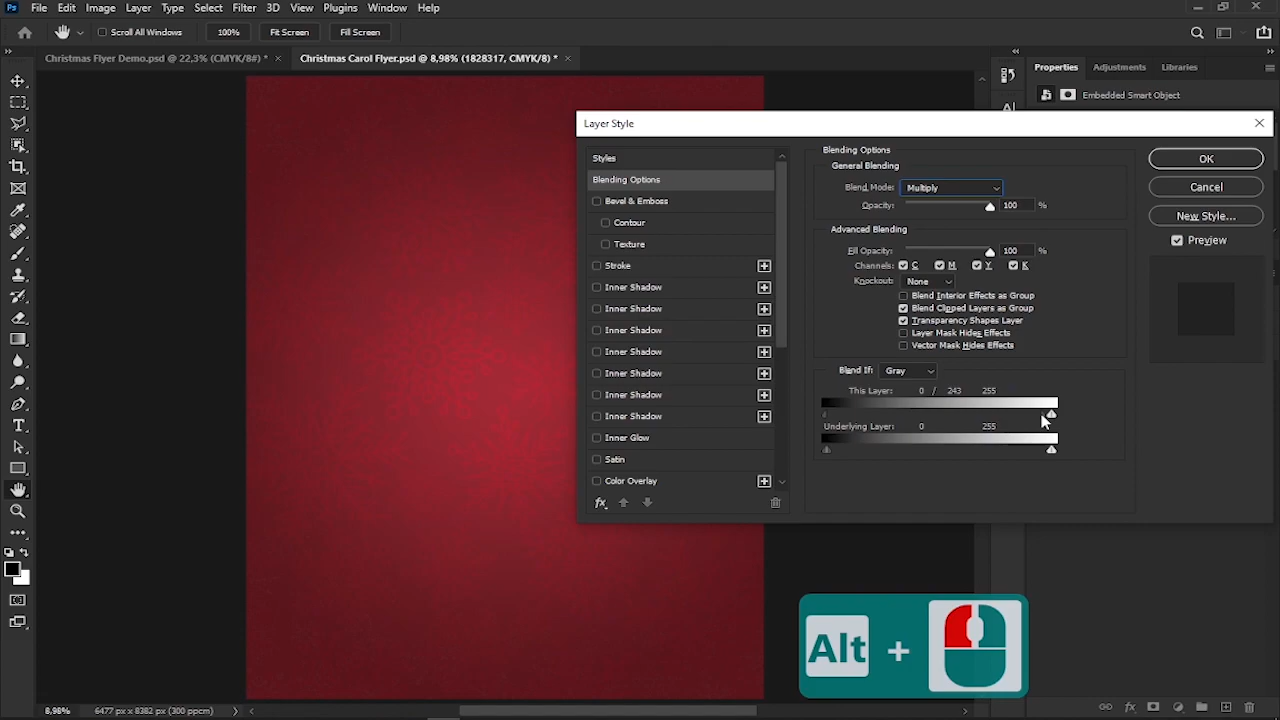 Ps File Edit Image Layer Type Select Filter 3D View Plugins Window Help
Scroll All Windows 100% Fit Screen Fill Screen
Christmas Flyer Demo.psd @ 22,3% (CMYK/8#) * × Christmas Carol Flyer.psd @ 8,98% (1828317, CMYK/8) * ×
Properties Adjustments Libraries
Embedded Smart Object
Layer Style
Styles
Blending Options
Bevel & Emboss
Contour
Texture
Stroke
Inner Shadow
Inner Shadow
Inner Shadow
Inner Shadow
Inner Shadow
Inner Shadow
Inner Shadow
Inner Glow
Satin
Color Overlay
fx
Blending Options
General Blending
Blend Mode: Multiply
Opacity: 100 %
Advanced Blending
Fill Opacity: 100 %
Channels: C M Y K
Knockout: None
Blend Interior Effects as Group
Blend Clipped Layers as Group
Transparency Shapes Layer
Layer Mask Hides Effects
Vector Mask Hides Effects
Blend If: Gray
This Layer: 0 / 243 255
Underlying Layer: 0 255
OK
Cancel
New Style...
Preview
Alt +
8,98% 6477 px x 8382 px (300 ppcm)
fx